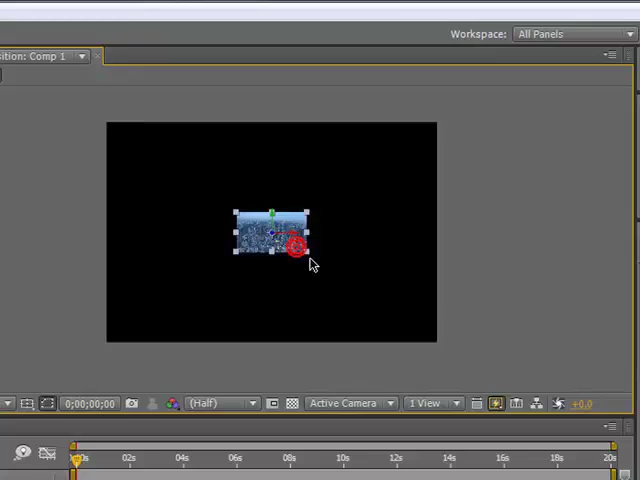 Workspace: All Panels
sition: Comp 1
0;00;00;00 (Half) Active Camera 1 View +0.0
02s 04s 06s 08s 10s 12s 14s 16s 18s 20s